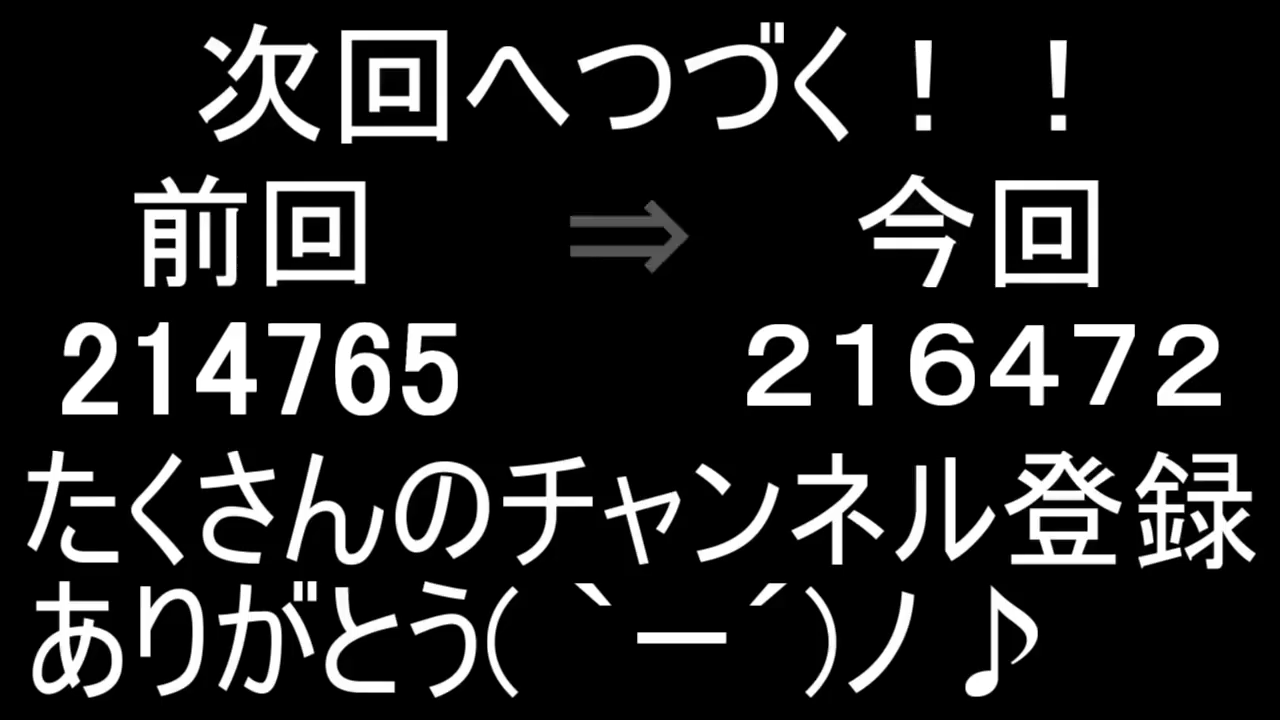 次回へつづく！！
前回 ⇒ 今回
214765 ２１６４７２
たくさんのチャンネル登録
ありがとう( ｀ー´)ノ♪